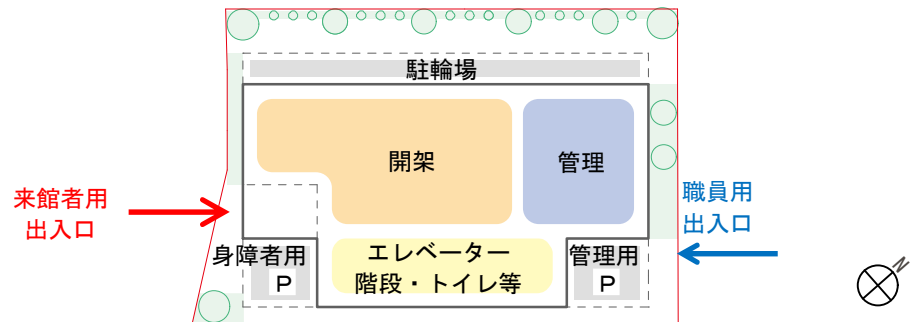 駐輪場
開架
管理
来館者用
出入口
職員用
出入口
身障者用
P
エレベーター
階段・トイレ等
管理用
P
N